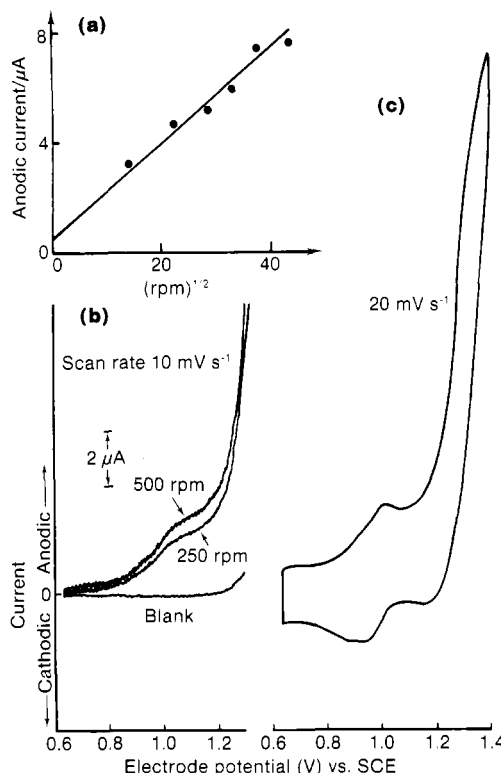 (a)
8
4
0
Anodic current/μA
0 20 40
(rpm)¹ᐟ²
(b)
Scan rate 10 mV s⁻¹
2 μA
500 rpm
250 rpm
Blank
0
Current
← Cathodic Anodic →
0.6 0.8 1.0 1.2
(c)
20 mV s⁻¹
0.6 0.8 1.0 1.2 1.4
Electrode potential (V) vs. SCE